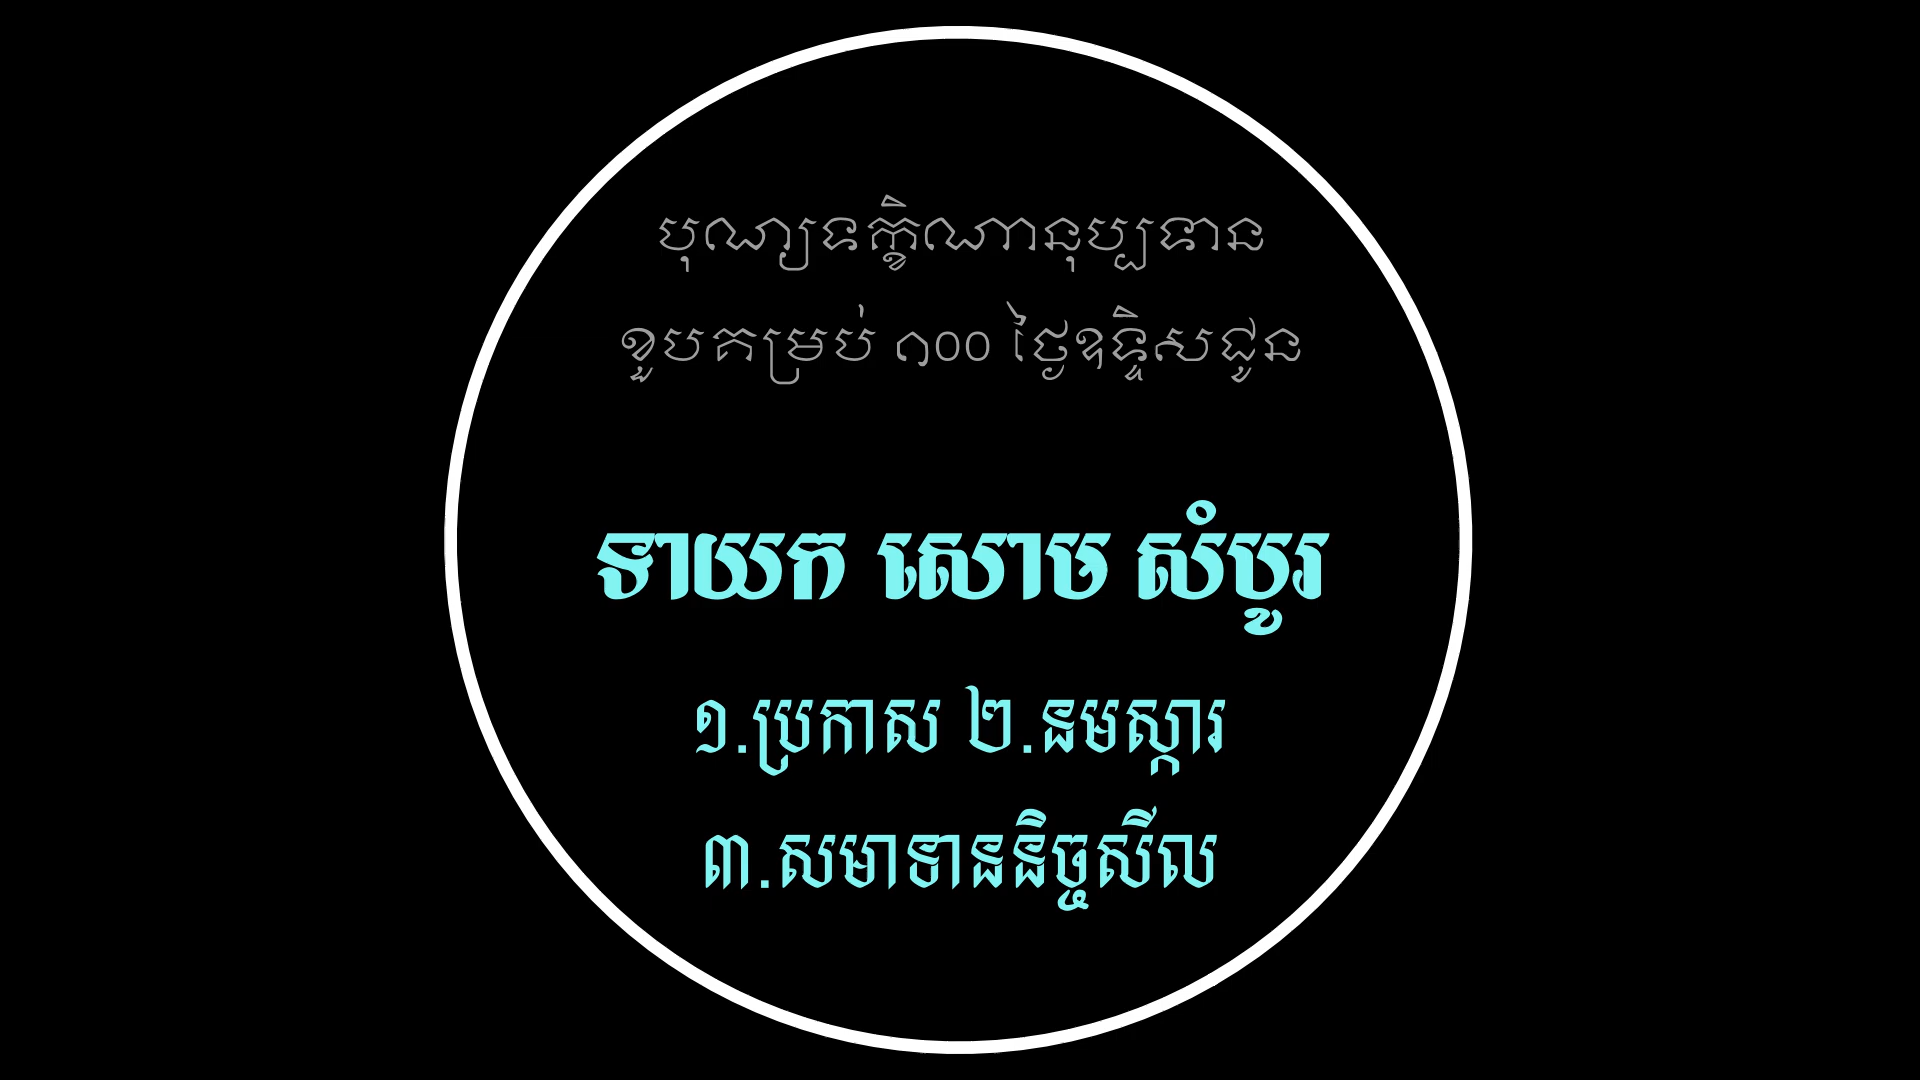 បុណ្យទក្ខិណានុប្បទាន
ខួបគម្រប់ ១០០ ថ្ងៃឧទ្ទិសជូន
ទាយក សោម សំបូរ
១.ប្រកាស ២.នមស្ការ
៣.សមាទាននិច្ចសីល